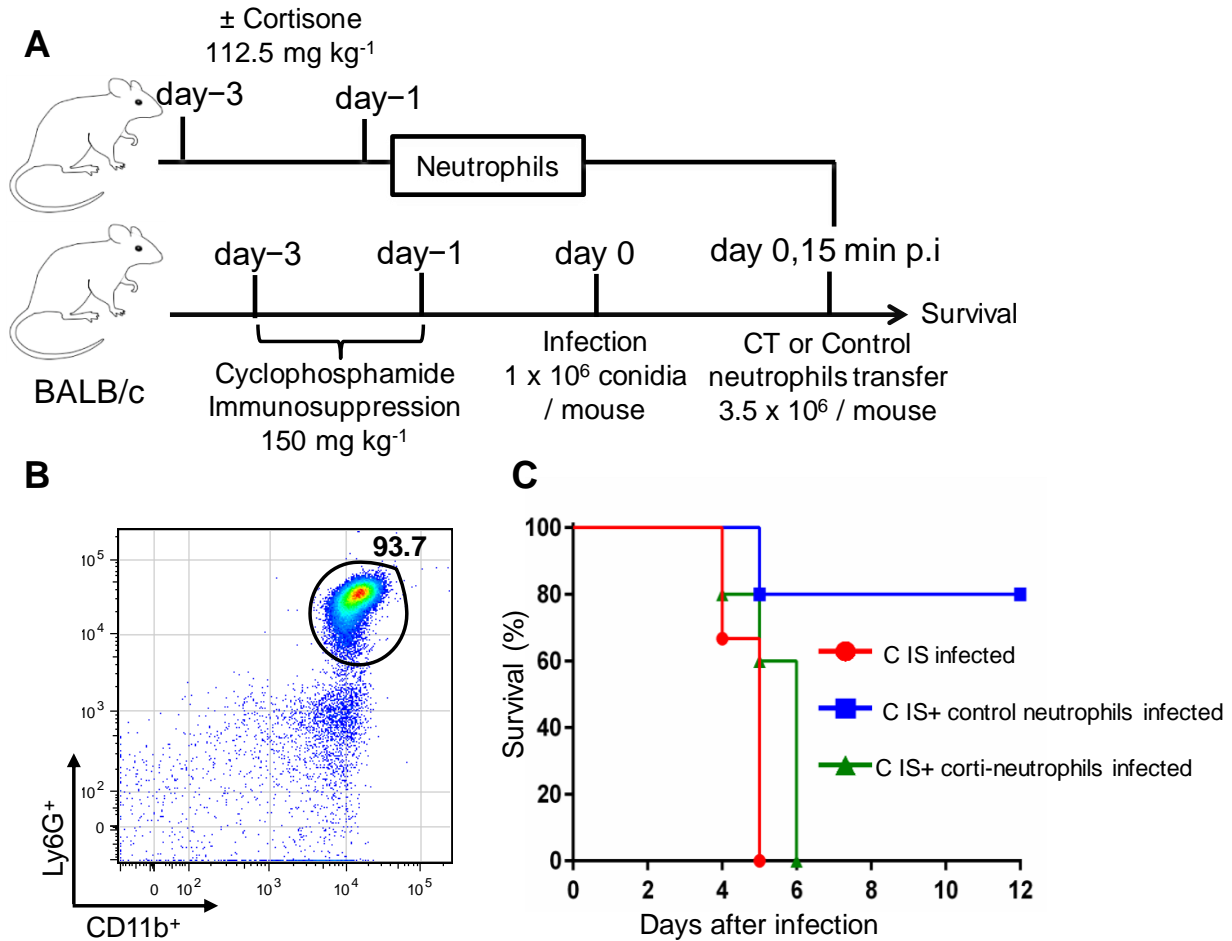 A
± Cortisone
112.5 mg kg⁻¹
day−3
day−1
Neutrophils
day−3
day−1
day 0
day 0,15 min p.i
Survival
BALB/c
Cyclophosphamide
Immunosuppression
150 mg kg⁻¹
Infection
1 x 10⁶ conidia
/ mouse
CT or Control
neutrophils transfer
3.5 x 10⁶ / mouse
B
93.7
10⁵
10⁴
10³
10²
0
0
10²
10³
10⁴
10⁵
Ly6G⁺
CD11b⁺
C
100
80
60
40
20
0
Survival (%)
0
2
4
6
8
10
12
Days after infection
C IS infected
C IS+ control neutrophils infected
C IS+ corti-neutrophils infected